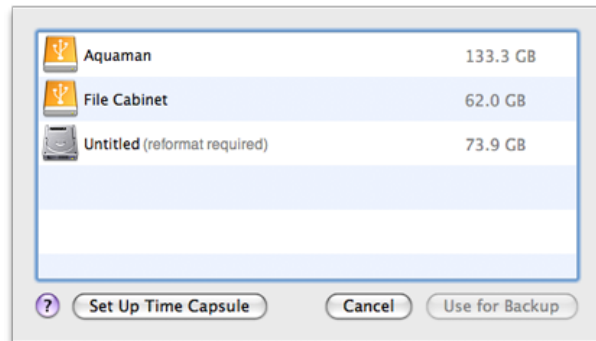 Aquaman 133.3 GB
File Cabinet 62.0 GB
Untitled (reformat required) 73.9 GB
? Set Up Time Capsule Cancel Use for Backup